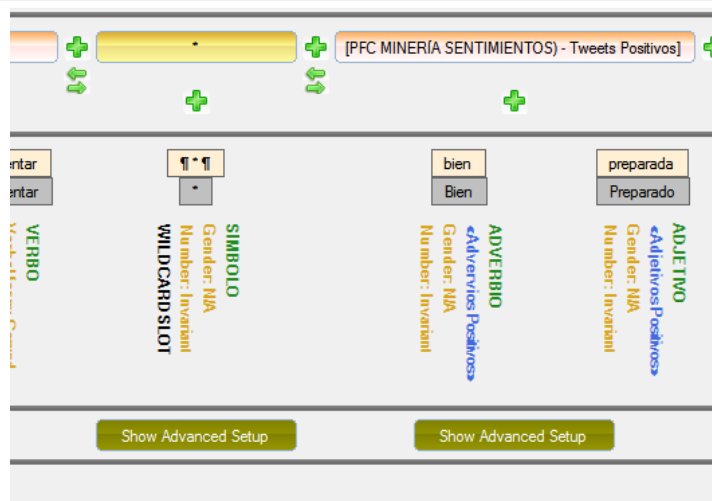 *
[PFC MINERÍA SENTIMIENTOS) - Tweets Positivos]
entar
¶ * ¶
bien
preparada
entar
*
Bien
Preparado
VERBO
SIMBOLO
Gender: N/A
Number: Invariant
WILDCARD SLOT
ADVERBIO
«Advervios Positivos»
Gender: N/A
Number: Invariant
ADJETIVO
«Adjetivos Positivos»
Gender: N/A
Number: Invariant
Show Advanced Setup
Show Advanced Setup